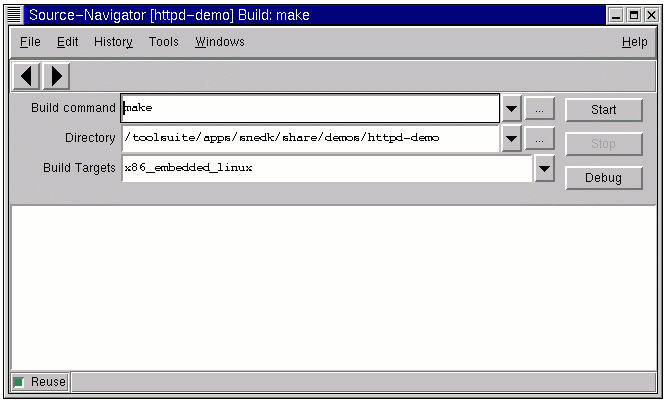 Source-Navigator [httpd-demo] Build: make
File Edit History Tools Windows Help
Build command make ... Start
Directory /toolsuite/apps/snedk/share/demos/httpd-demo ... Stop
Build Targets x86_embedded_linux Debug
Reuse